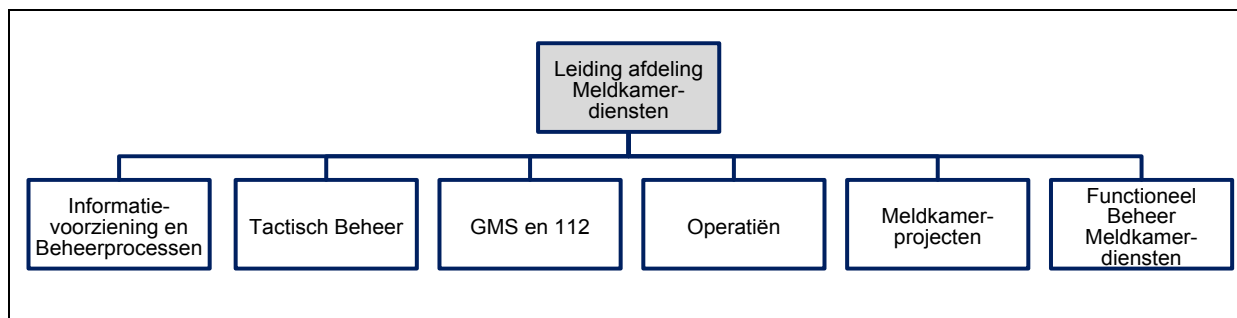 Leiding afdeling
Meldkamer-
diensten
Informatie-
voorziening en
Beheerprocessen
Tactisch Beheer
GMS en 112
Operatiën
Meldkamer-
projecten
Functioneel
Beheer
Meldkamer-
diensten